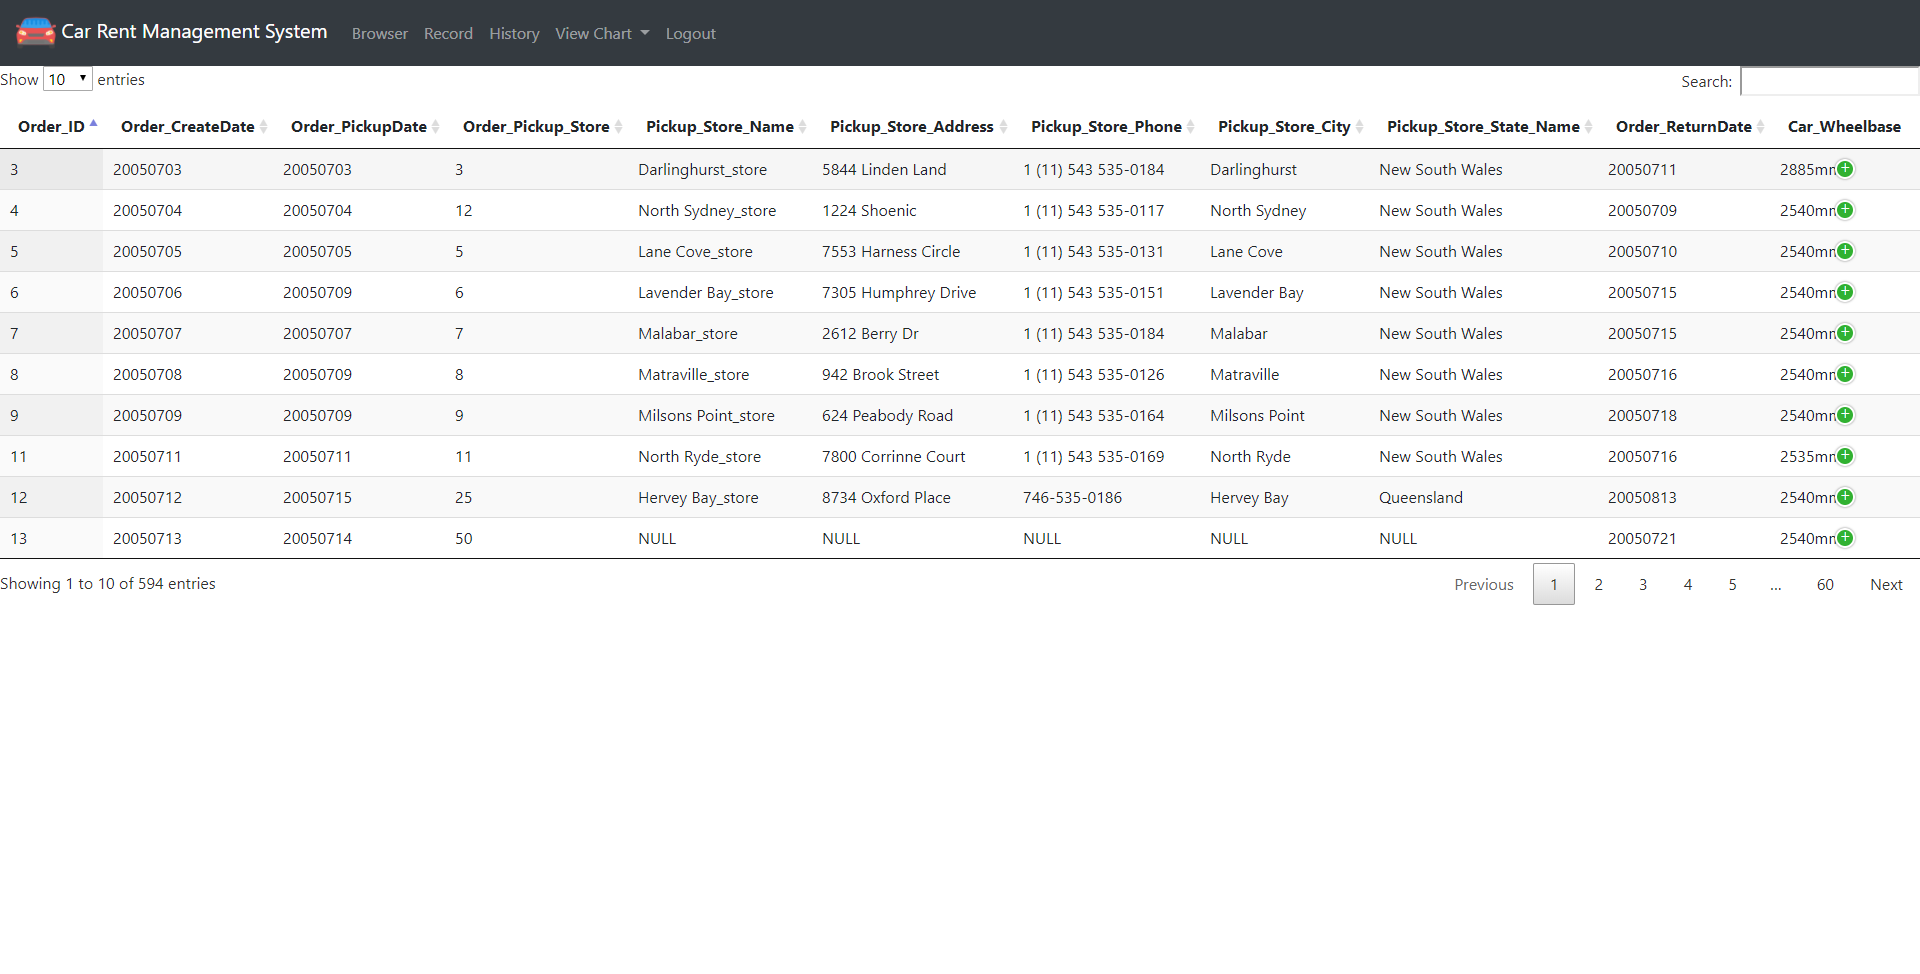 Car Rent Management System Browser Record History View Chart Logout
Show 10 entries Search:
Order_ID Order_CreateDate Order_PickupDate Order_Pickup_Store Pickup_Store_Name Pickup_Store_Address Pickup_Store_Phone Pickup_Store_City Pickup_Store_State_Name Order_ReturnDate Car_Wheelbase
3 20050703 20050703 3 Darlinghurst_store 5844 Linden Land 1 (11) 543 535-0184 Darlinghurst New South Wales 20050711 2885mm
4 20050704 20050704 12 North Sydney_store 1224 Shoenic 1 (11) 543 535-0117 North Sydney New South Wales 20050709 2540mm
5 20050705 20050705 5 Lane Cove_store 7553 Harness Circle 1 (11) 543 535-0131 Lane Cove New South Wales 20050710 2540mm
6 20050706 20050709 6 Lavender Bay_store 7305 Humphrey Drive 1 (11) 543 535-0151 Lavender Bay New South Wales 20050715 2540mm
7 20050707 20050707 7 Malabar_store 2612 Berry Dr 1 (11) 543 535-0184 Malabar New South Wales 20050715 2540mm
8 20050708 20050709 8 Matraville_store 942 Brook Street 1 (11) 543 535-0126 Matraville New South Wales 20050716 2540mm
9 20050709 20050709 9 Milsons Point_store 624 Peabody Road 1 (11) 543 535-0164 Milsons Point New South Wales 20050718 2540mm
11 20050711 20050711 11 North Ryde_store 7800 Corrinne Court 1 (11) 543 535-0169 North Ryde New South Wales 20050716 2535mm
12 20050712 20050715 25 Hervey Bay_store 8734 Oxford Place 746-535-0186 Hervey Bay Queensland 20050813 2540mm
13 20050713 20050714 50 NULL NULL NULL NULL NULL 20050721 2540mm
Showing 1 to 10 of 594 entries Previous 1 2 3 4 5 ... 60 Next